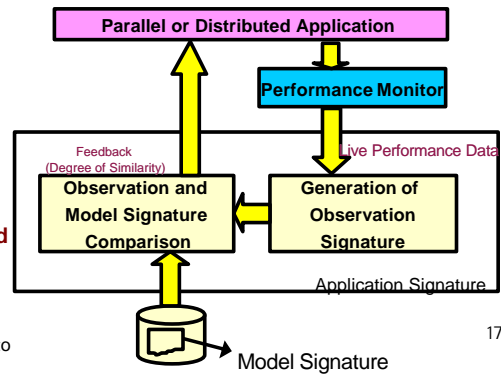 Parallel or Distributed Application
Performance Monitor
Feedback
(Degree of Similarity)
Live Performance Data
Observation and
Model Signature
Comparison
Generation of
Observation
Signature
d
Application Signature
o
17
Model Signature